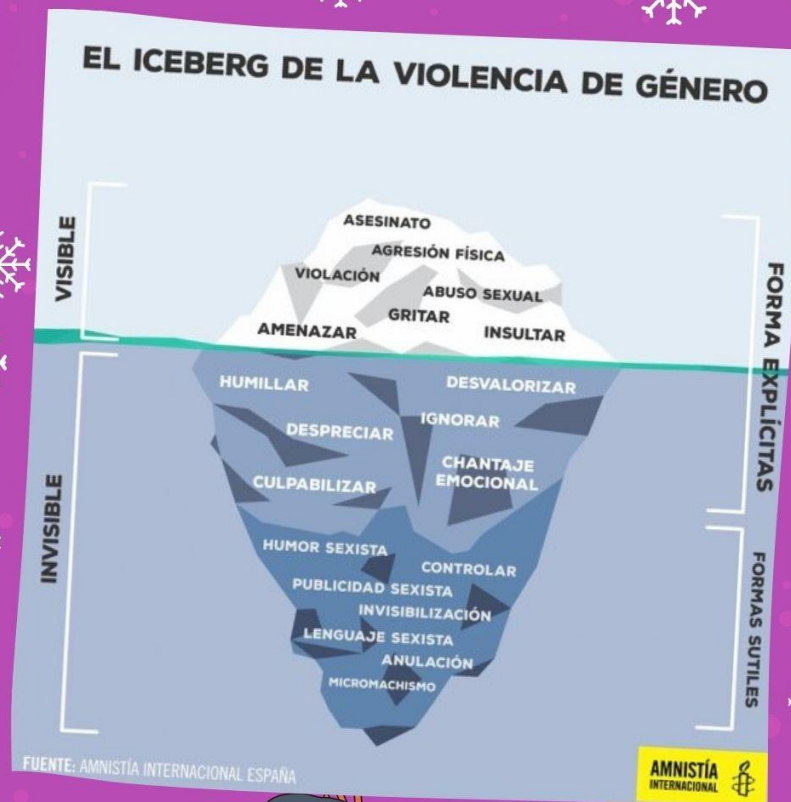 EL ICEBERG DE LA VIOLENCIA DE GÉNERO
VISIBLE
ASESINATO
AGRESIÓN FÍSICA
VIOLACIÓN
ABUSO SEXUAL
GRITAR
AMENAZAR
INSULTAR
FORMA EXPLÍCITAS
INVISIBLE
HUMILLAR
DESVALORIZAR
IGNORAR
DESPRECIAR
CHANTAJE
EMOCIONAL
CULPABILIZAR
FORMAS SUTILES
HUMOR SEXISTA
CONTROLAR
PUBLICIDAD SEXISTA
INVISIBILIZACIÓN
LENGUAJE SEXISTA
ANULACIÓN
MICROMACHISMO
FUENTE: AMNISTÍA INTERNACIONAL ESPAÑA
AMNISTÍA
INTERNACIONAL